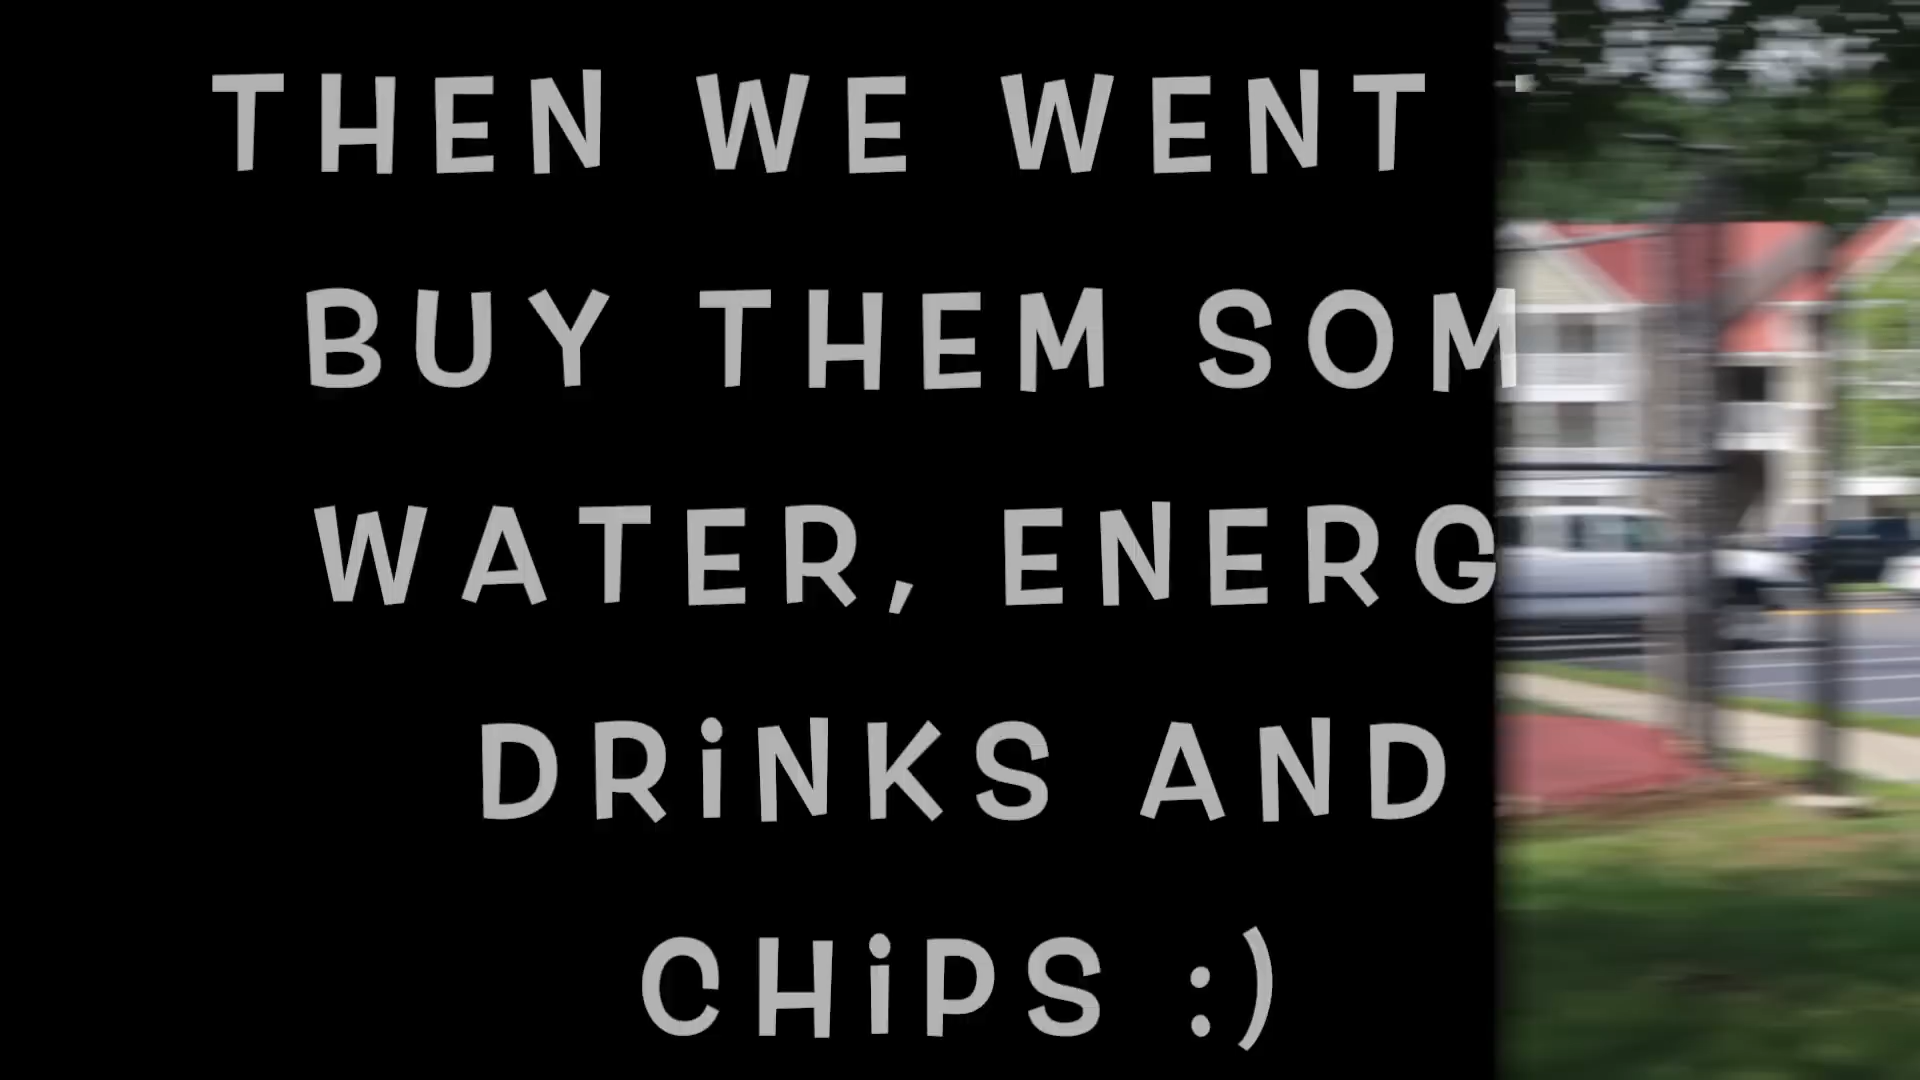 THEN WE WENT
BUY THEM SOM
WATER, ENERG
DRiNKS AND
CHiPS :)